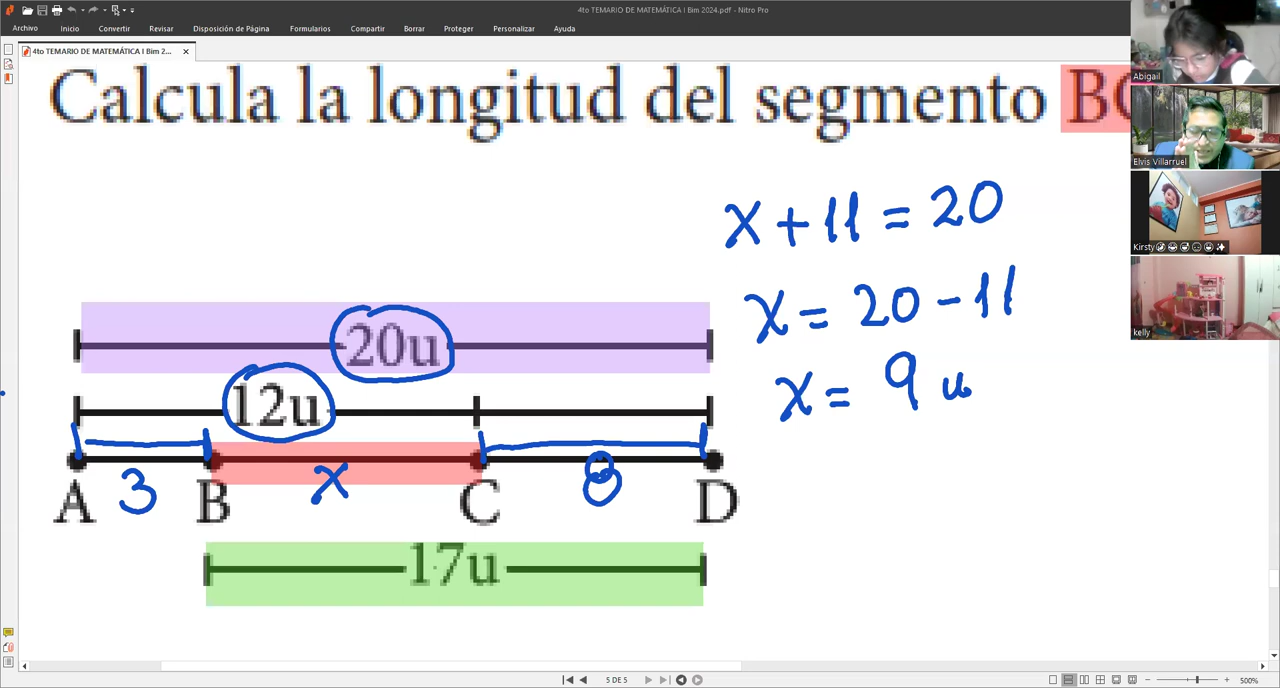 4to TEMARIO DE MATEMÁTICA I Bim 2024.pdf - Nitro Pro
Archivo Inicio Convertir Revisar Disposición de Página Formularios Compartir Borrar Proteger Personalizar Ayuda
4to TEMARIO DE MATEMÁTICA I Bim 2...
Calcula la longitud del segmento
x + 11 = 20
x = 20 - 11
x = 9 u
20u
12u
3 x 8
A B C D
17u
Abigail
Elvis Villarruel
Kirsty
kelly
5 DE 5
500%